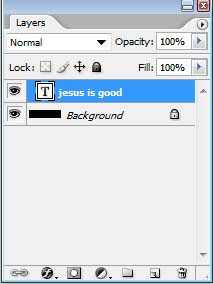 Layers
Normal Opacity: 100%
Lock: Fill: 100%
T jesus is good
Background